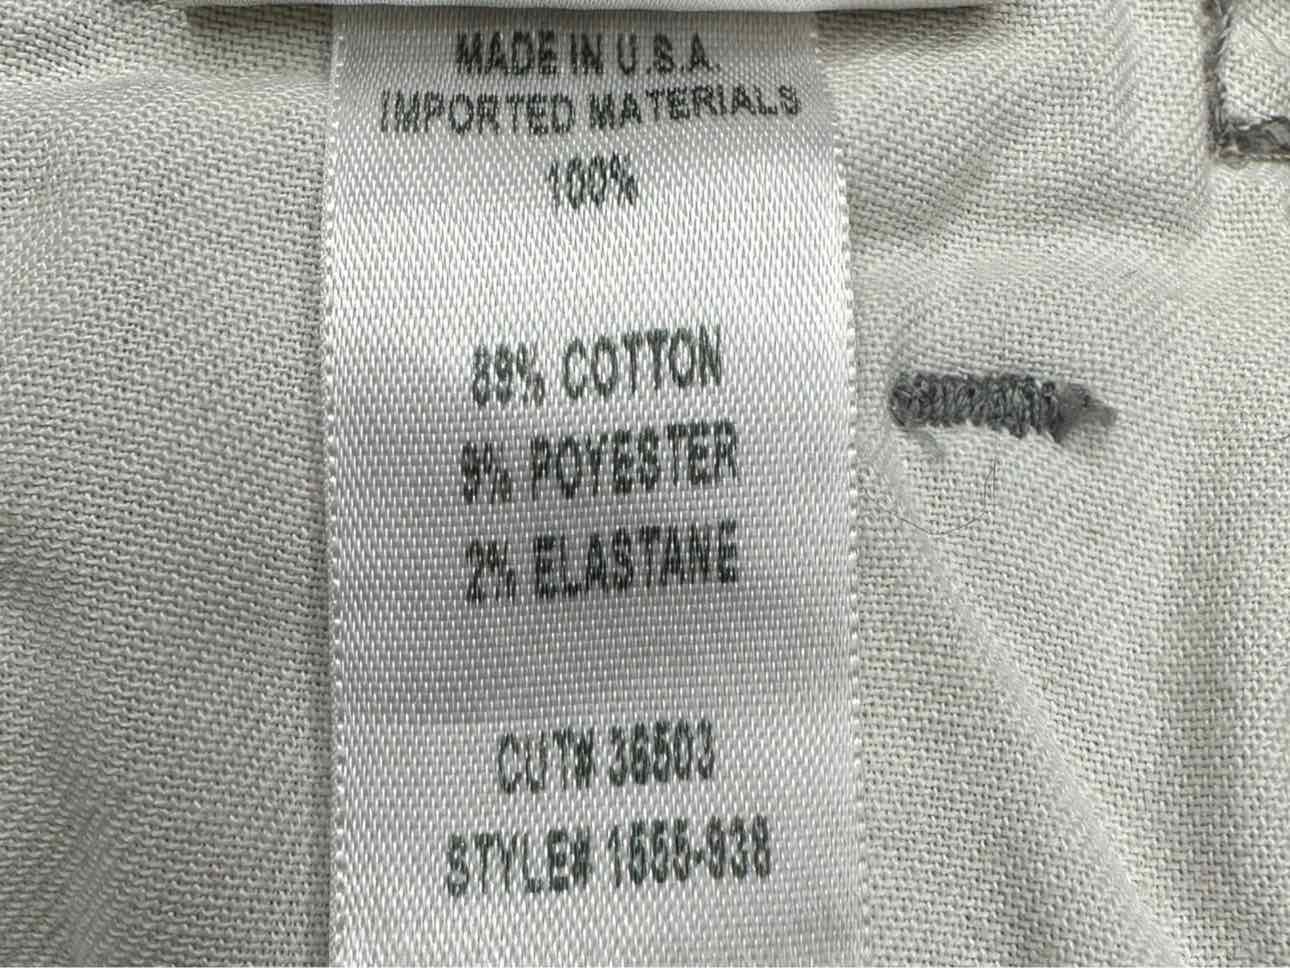 MADE IN U.S.A.
IMPORTED MATERIALS
100%
89% COTTON
9% POYESTER
2% ELASTANE
CUT# 36503
STYLE# 1555-938